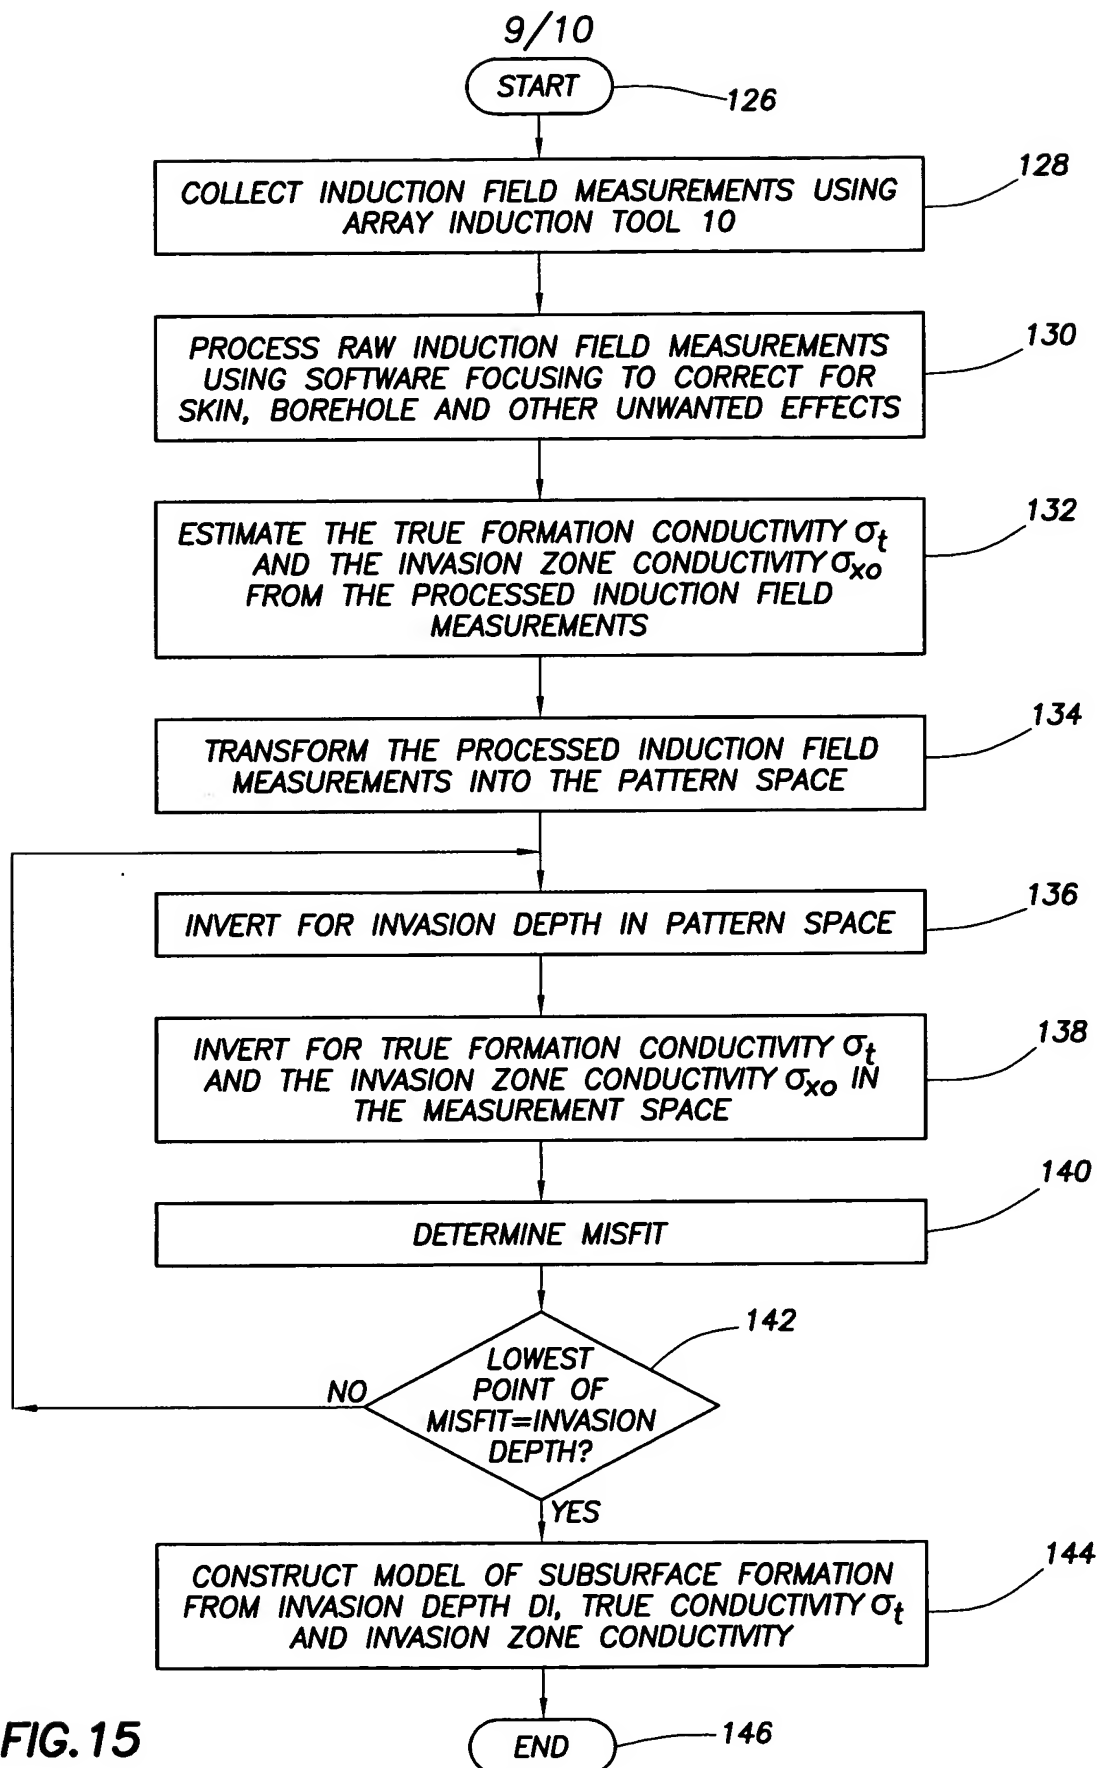 9/10
START
126
COLLECT INDUCTION FIELD MEASUREMENTS USING
ARRAY INDUCTION TOOL 10
128
PROCESS RAW INDUCTION FIELD MEASUREMENTS
USING SOFTWARE FOCUSING TO CORRECT FOR
SKIN, BOREHOLE AND OTHER UNWANTED EFFECTS
130
ESTIMATE THE TRUE FORMATION CONDUCTIVITY σt
AND THE INVASION ZONE CONDUCTIVITY σxo
FROM THE PROCESSED INDUCTION FIELD
MEASUREMENTS
132
TRANSFORM THE PROCESSED INDUCTION FIELD
MEASUREMENTS INTO THE PATTERN SPACE
134
INVERT FOR INVASION DEPTH IN PATTERN SPACE
136
INVERT FOR TRUE FORMATION CONDUCTIVITY σt
AND THE INVASION ZONE CONDUCTIVITY σxo IN
THE MEASUREMENT SPACE
138
DETERMINE MISFIT
140
LOWEST
POINT OF
MISFIT=INVASION
DEPTH?
142
NO
YES
CONSTRUCT MODEL OF SUBSURFACE FORMATION
FROM INVASION DEPTH DI, TRUE CONDUCTIVITY σt
AND INVASION ZONE CONDUCTIVITY
144
END
146
FIG.15